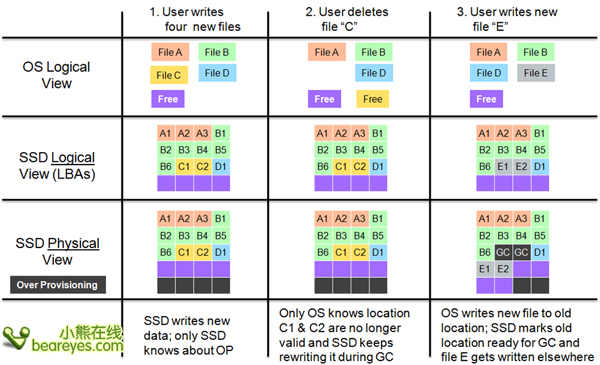 1. User writes
four new files
2. User deletes
file “C”
3. User writes new
file “E”
OS Logical
View
File A File B
File C File D
Free
File A File B
File D
Free Free
File A File B
File D File E
Free
SSD Logical
View (LBAs)
A1 A2 A3 B1
B2 B3 B4 B5
B6 C1 C2 D1
A1 A2 A3 B1
B2 B3 B4 B5
B6 C1 C2 D1
A1 A2 A3 B1
B2 B3 B4 B5
B6 E1 E2 D1
SSD Physical
View
Over Provisioning
A1 A2 A3 B1
B2 B3 B4 B5
B6 C1 C2 D1
A1 A2 A3 B1
B2 B3 B4 B5
B6 C1 C2 D1
A1 A2 A3 B1
B2 B3 B4 B5
B6 GC GC D1
E1 E2
小熊在线
beareyes.com
SSD writes new
data; only SSD
knows about OP
Only OS knows location
C1 & C2 are no longer
valid and SSD keeps
rewriting it during GC
OS writes new file to old
location; SSD marks old
location ready for GC and
file E gets written elsewhere